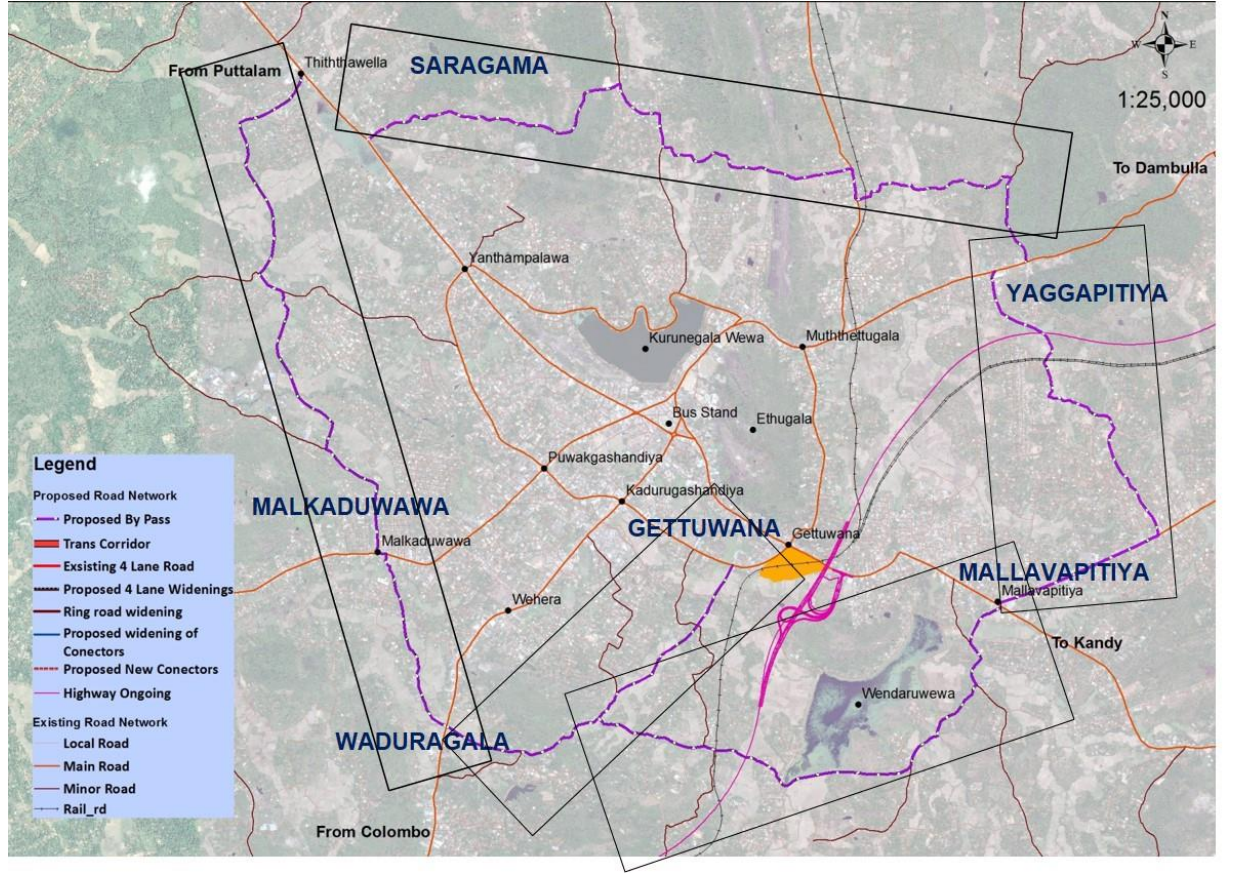 N
W
E
S
1:25,000
From Puttalam
Thiththawella
SARAGAMA
To Dambulla
Yanthampalawa
YAGGAPITIYA
Kurunegala Wewa
Muththettugala
Bus Stand
Ethugala
Puwakgashandiya
Kadurugashandiya
MALKADUWAWA
GETTUWANA
Gettuwana
Malkaduwawa
MALLAVAPITIYA
Mallavapitiya
Wehera
To Kandy
Wendaruwewa
WADURAGALA
From Colombo
Legend
Proposed Road Network
Proposed By Pass
Trans Corridor
Exsisting 4 Lane Road
Proposed 4 Lane Widenings
Ring road widening
Proposed widening of
Conectors
Proposed New Conectors
Highway Ongoing
Existing Road Network
Local Road
Main Road
Minor Road
Rail_rd